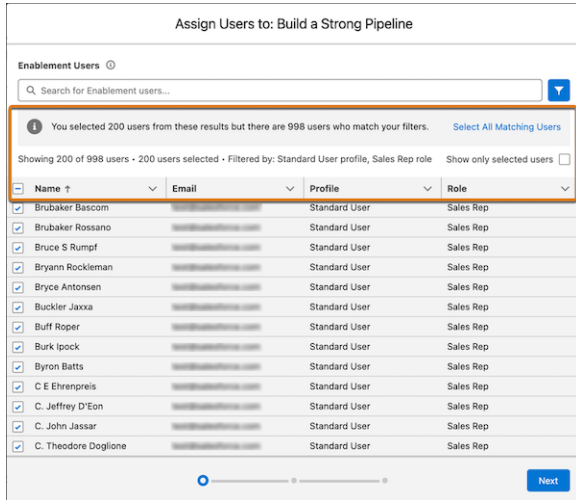 Assign Users to: Build a Strong Pipeline
Enablement Users
Search for Enablement users...
You selected 200 users from these results but there are 998 users who match your filters. Select All Matching Users
Showing 200 of 998 users • 200 users selected • Filtered by: Standard User profile, Sales Rep role Show only selected users
Name ↑ Email Profile Role
Brubaker Bascom Standard User Sales Rep
Brubaker Rossano Standard User Sales Rep
Bruce S Rumpf Standard User Sales Rep
Bryann Rockleman Standard User Sales Rep
Bryce Antonsen Standard User Sales Rep
Buckler Jaxxa Standard User Sales Rep
Buff Roper Standard User Sales Rep
Burk Ipock Standard User Sales Rep
Byron Batts Standard User Sales Rep
C E Ehrenpreis Standard User Sales Rep
C. Jeffrey D'Eon Standard User Sales Rep
C. John Jassar Standard User Sales Rep
C. Theodore Doglione Standard User Sales Rep
Next